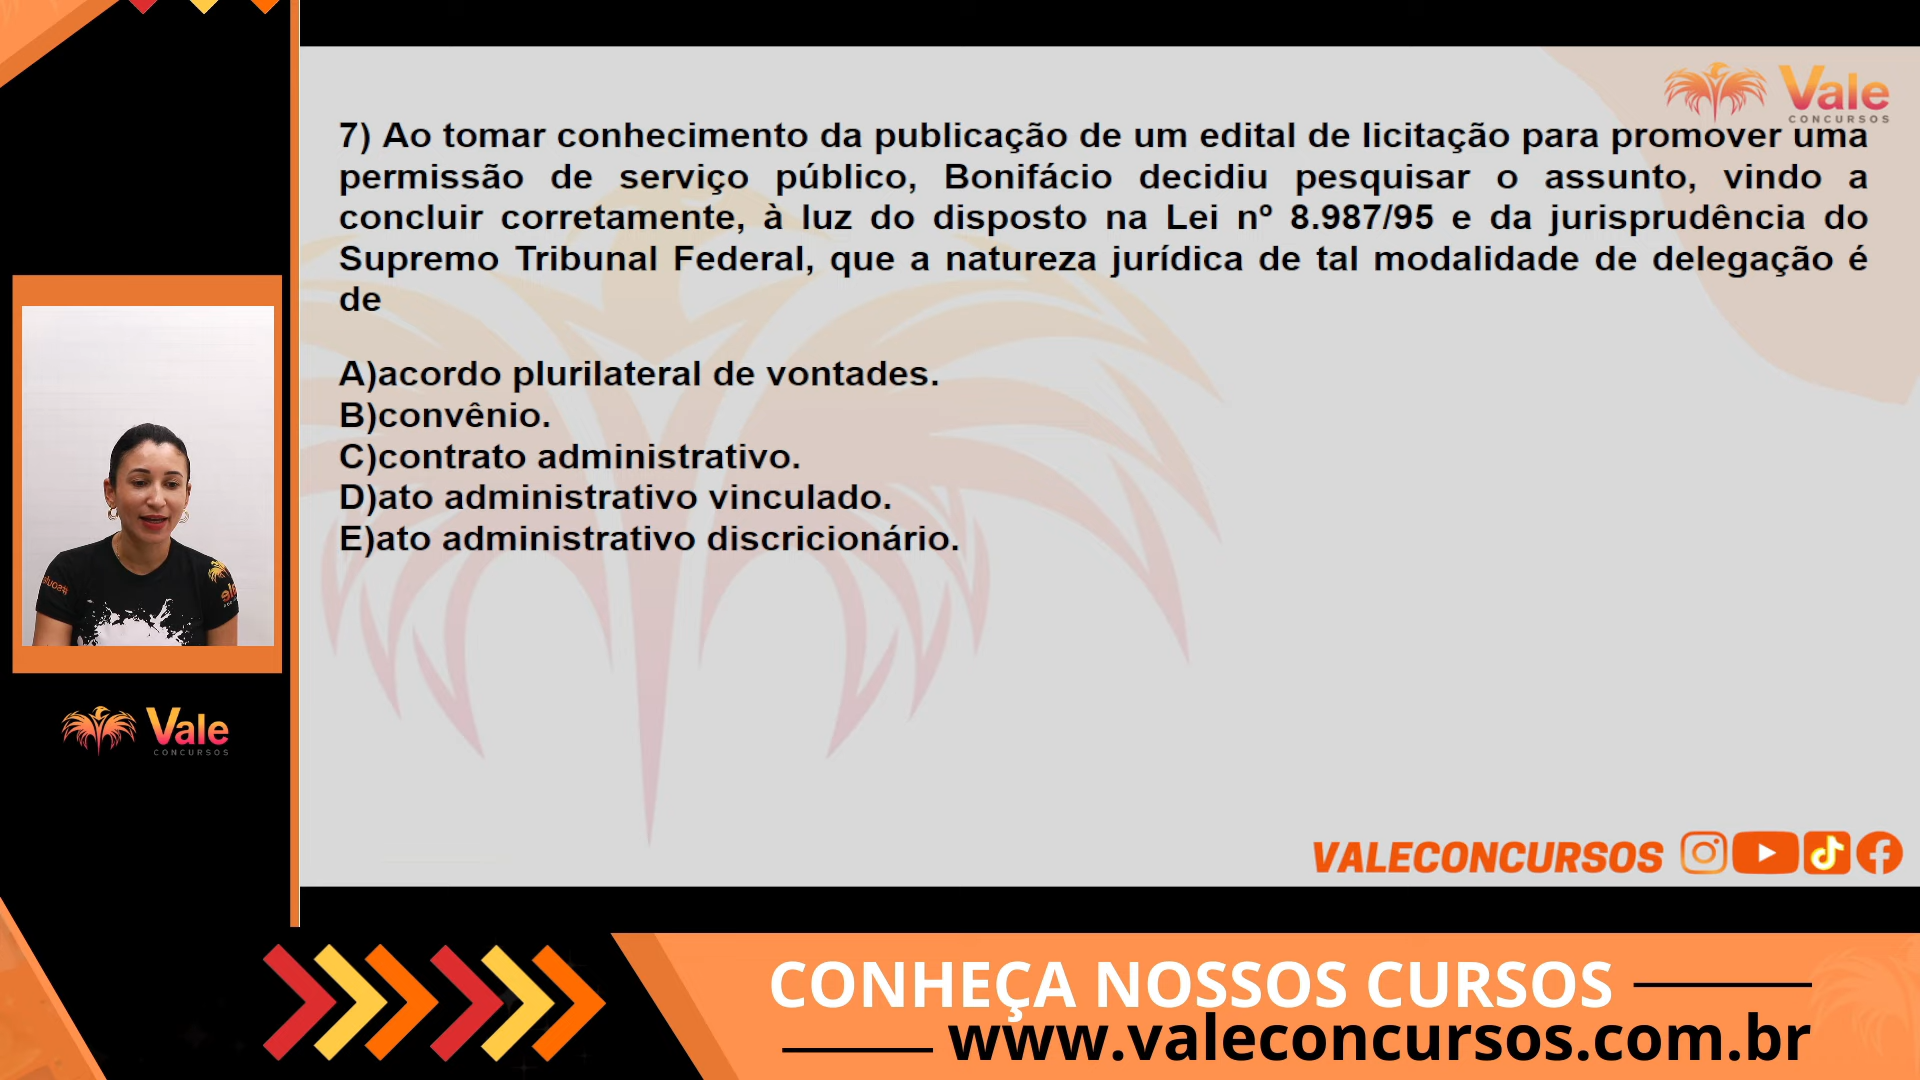 Vale
CONCURSOS
7) Ao tomar conhecimento da publicação de um edital de licitação para promover uma
permissão de serviço público, Bonifácio decidiu pesquisar o assunto, vindo a
concluir corretamente, à luz do disposto na Lei nº 8.987/95 e da jurisprudência do
Supremo Tribunal Federal, que a natureza jurídica de tal modalidade de delegação é
de
A)acordo plurilateral de vontades.
B)convênio.
C)contrato administrativo.
D)ato administrativo vinculado.
E)ato administrativo discricionário.
Vale
CONCURSOS
VALECONCURSOS
CONHEÇA NOSSOS CURSOS
www.valeconcursos.com.br